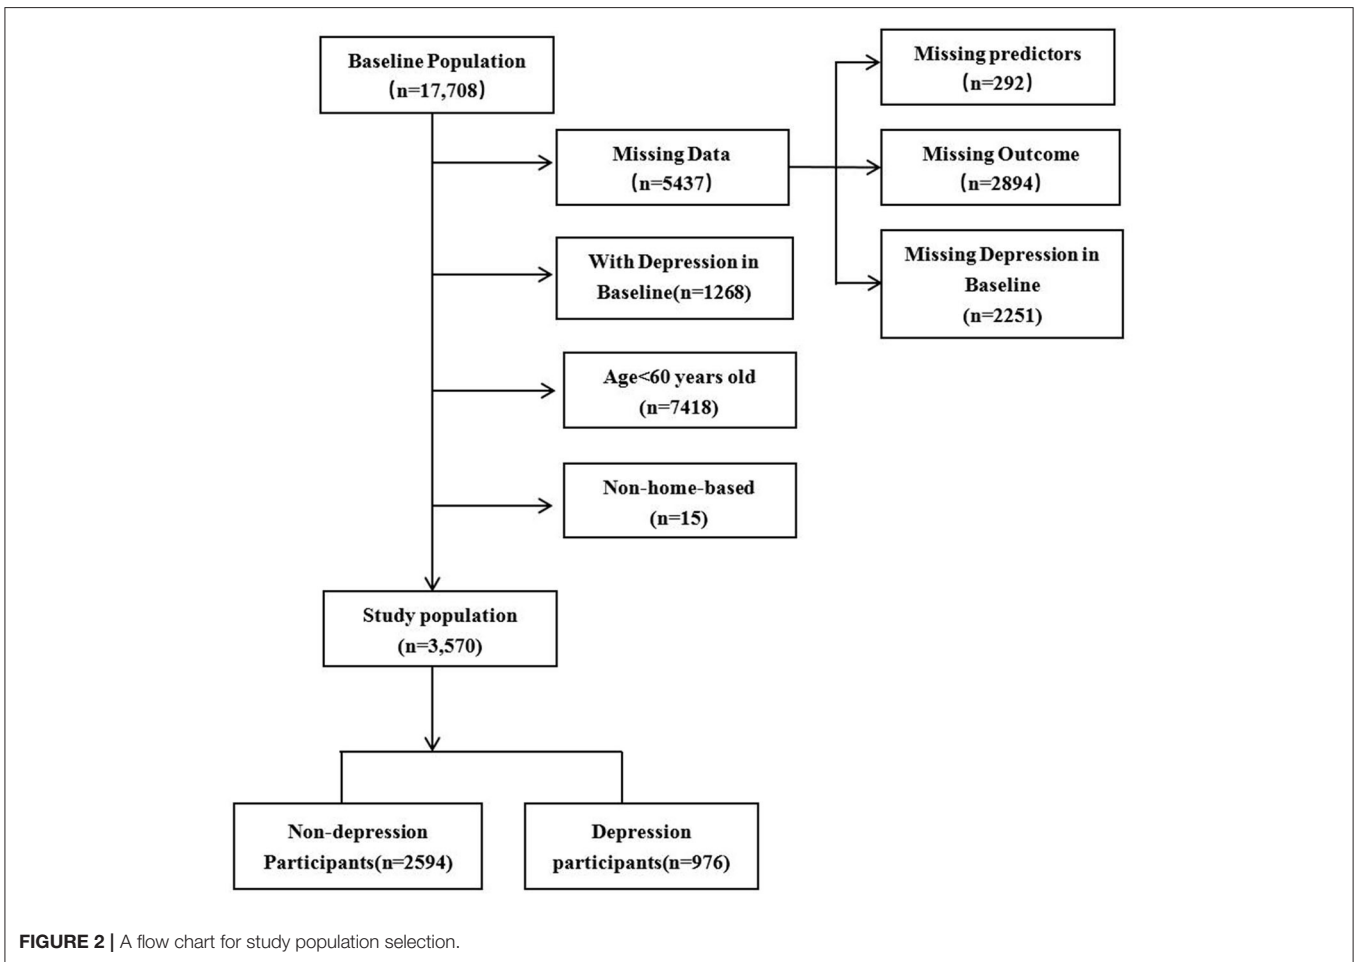 Baseline Population
(n=17,708)
Missing predictors
(n=292)
Missing Data
(n=5437)
Missing Outcome
(n=2894)
With Depression in
Baseline(n=1268)
Missing Depression in
Baseline
(n=2251)
Age<60 years old
(n=7418)
Non-home-based
(n=15)
Study population
(n=3,570)
Non-depression
Participants(n=2594)
Depression
participants(n=976)
FIGURE 2 | A flow chart for study population selection.